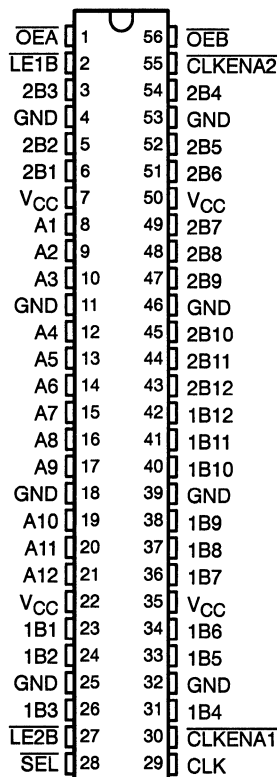 OEA 1 56 OEB
LE1B 2 55 CLKENA2
2B3 3 54 2B4
GND 4 53 GND
2B2 5 52 2B5
2B1 6 51 2B6
VCC 7 50 VCC
A1 8 49 2B7
A2 9 48 2B8
A3 10 47 2B9
GND 11 46 GND
A4 12 45 2B10
A5 13 44 2B11
A6 14 43 2B12
A7 15 42 1B12
A8 16 41 1B11
A9 17 40 1B10
GND 18 39 GND
A10 19 38 1B9
A11 20 37 1B8
A12 21 36 1B7
VCC 22 35 VCC
1B1 23 34 1B6
1B2 24 33 1B5
GND 25 32 GND
1B3 26 31 1B4
LE2B 27 30 CLKENA1
SEL 28 29 CLK